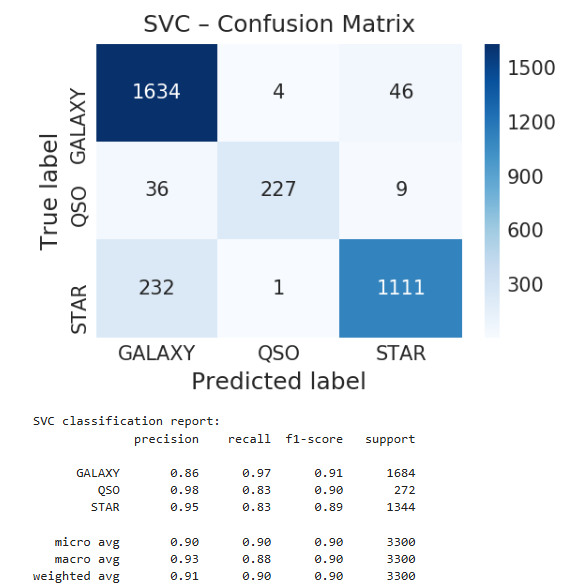 SVC – Confusion Matrix
True label
GALAXY
1634 4 46
QSO
36 227 9
STAR
232 1 1111
GALAXY QSO STAR
Predicted label
1500
1200
900
600
300
SVC classification report:
precision recall f1-score support
GALAXY 0.86 0.97 0.91 1684
QSO 0.98 0.83 0.90 272
STAR 0.95 0.83 0.89 1344
micro avg 0.90 0.90 0.90 3300
macro avg 0.93 0.88 0.90 3300
weighted avg 0.91 0.90 0.90 3300